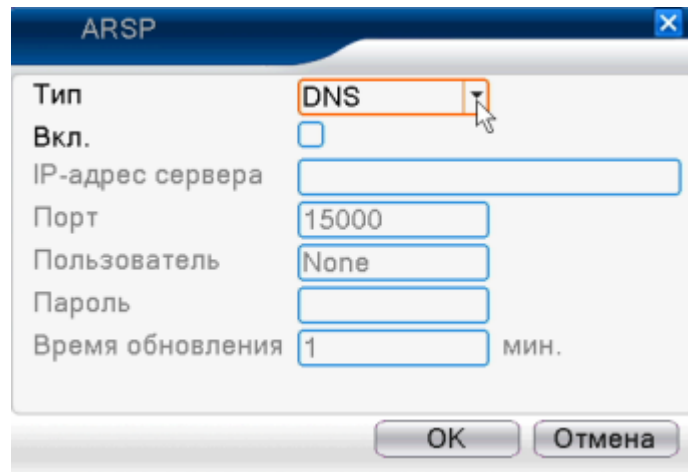 ARSP
Тип DNS
Вкл.
IP-адрес сервера
Порт 15000
Пользователь None
Пароль
Время обновления 1 мин.
OK Отмена